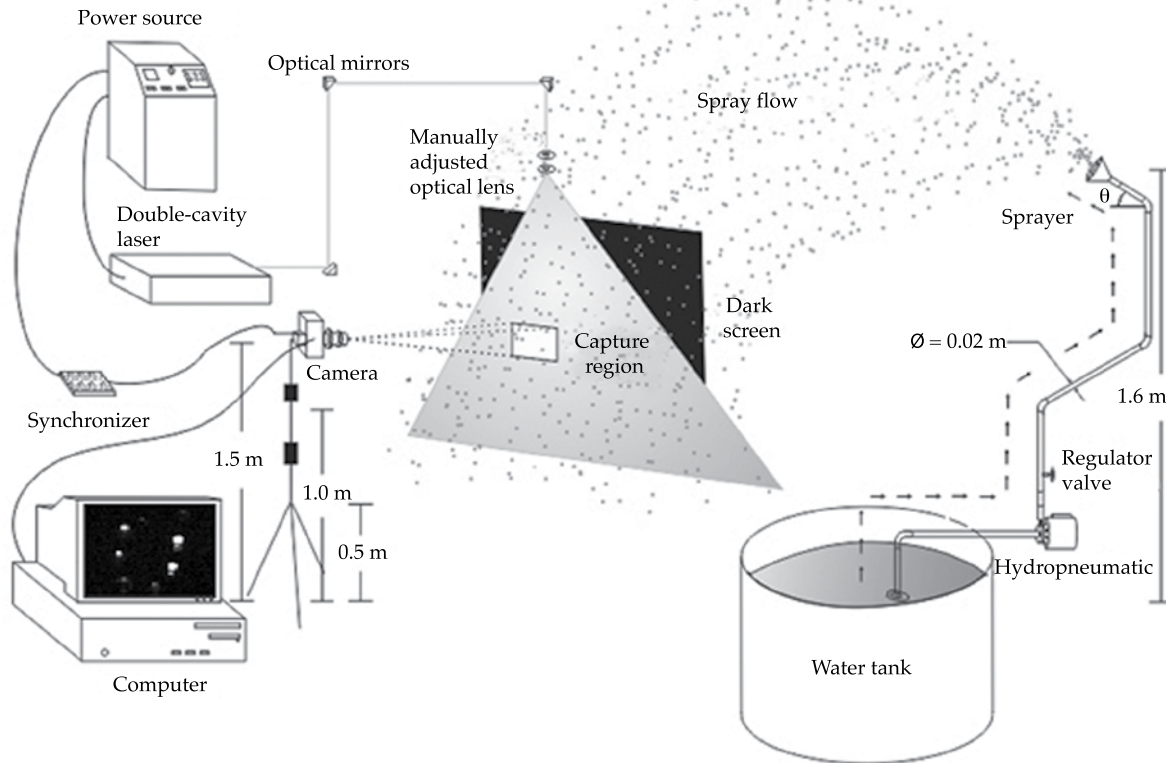 Power source
Optical mirrors
Spray flow
Manually
adjusted
optical lens
Double-cavity
laser
θ
Sprayer
Dark
screen
Capture
region
Ø = 0.02 m
Camera
1.6 m
Synchronizer
1.5 m
Regulator
valve
1.0 m
0.5 m
Hydropneumatic
Water tank
Computer